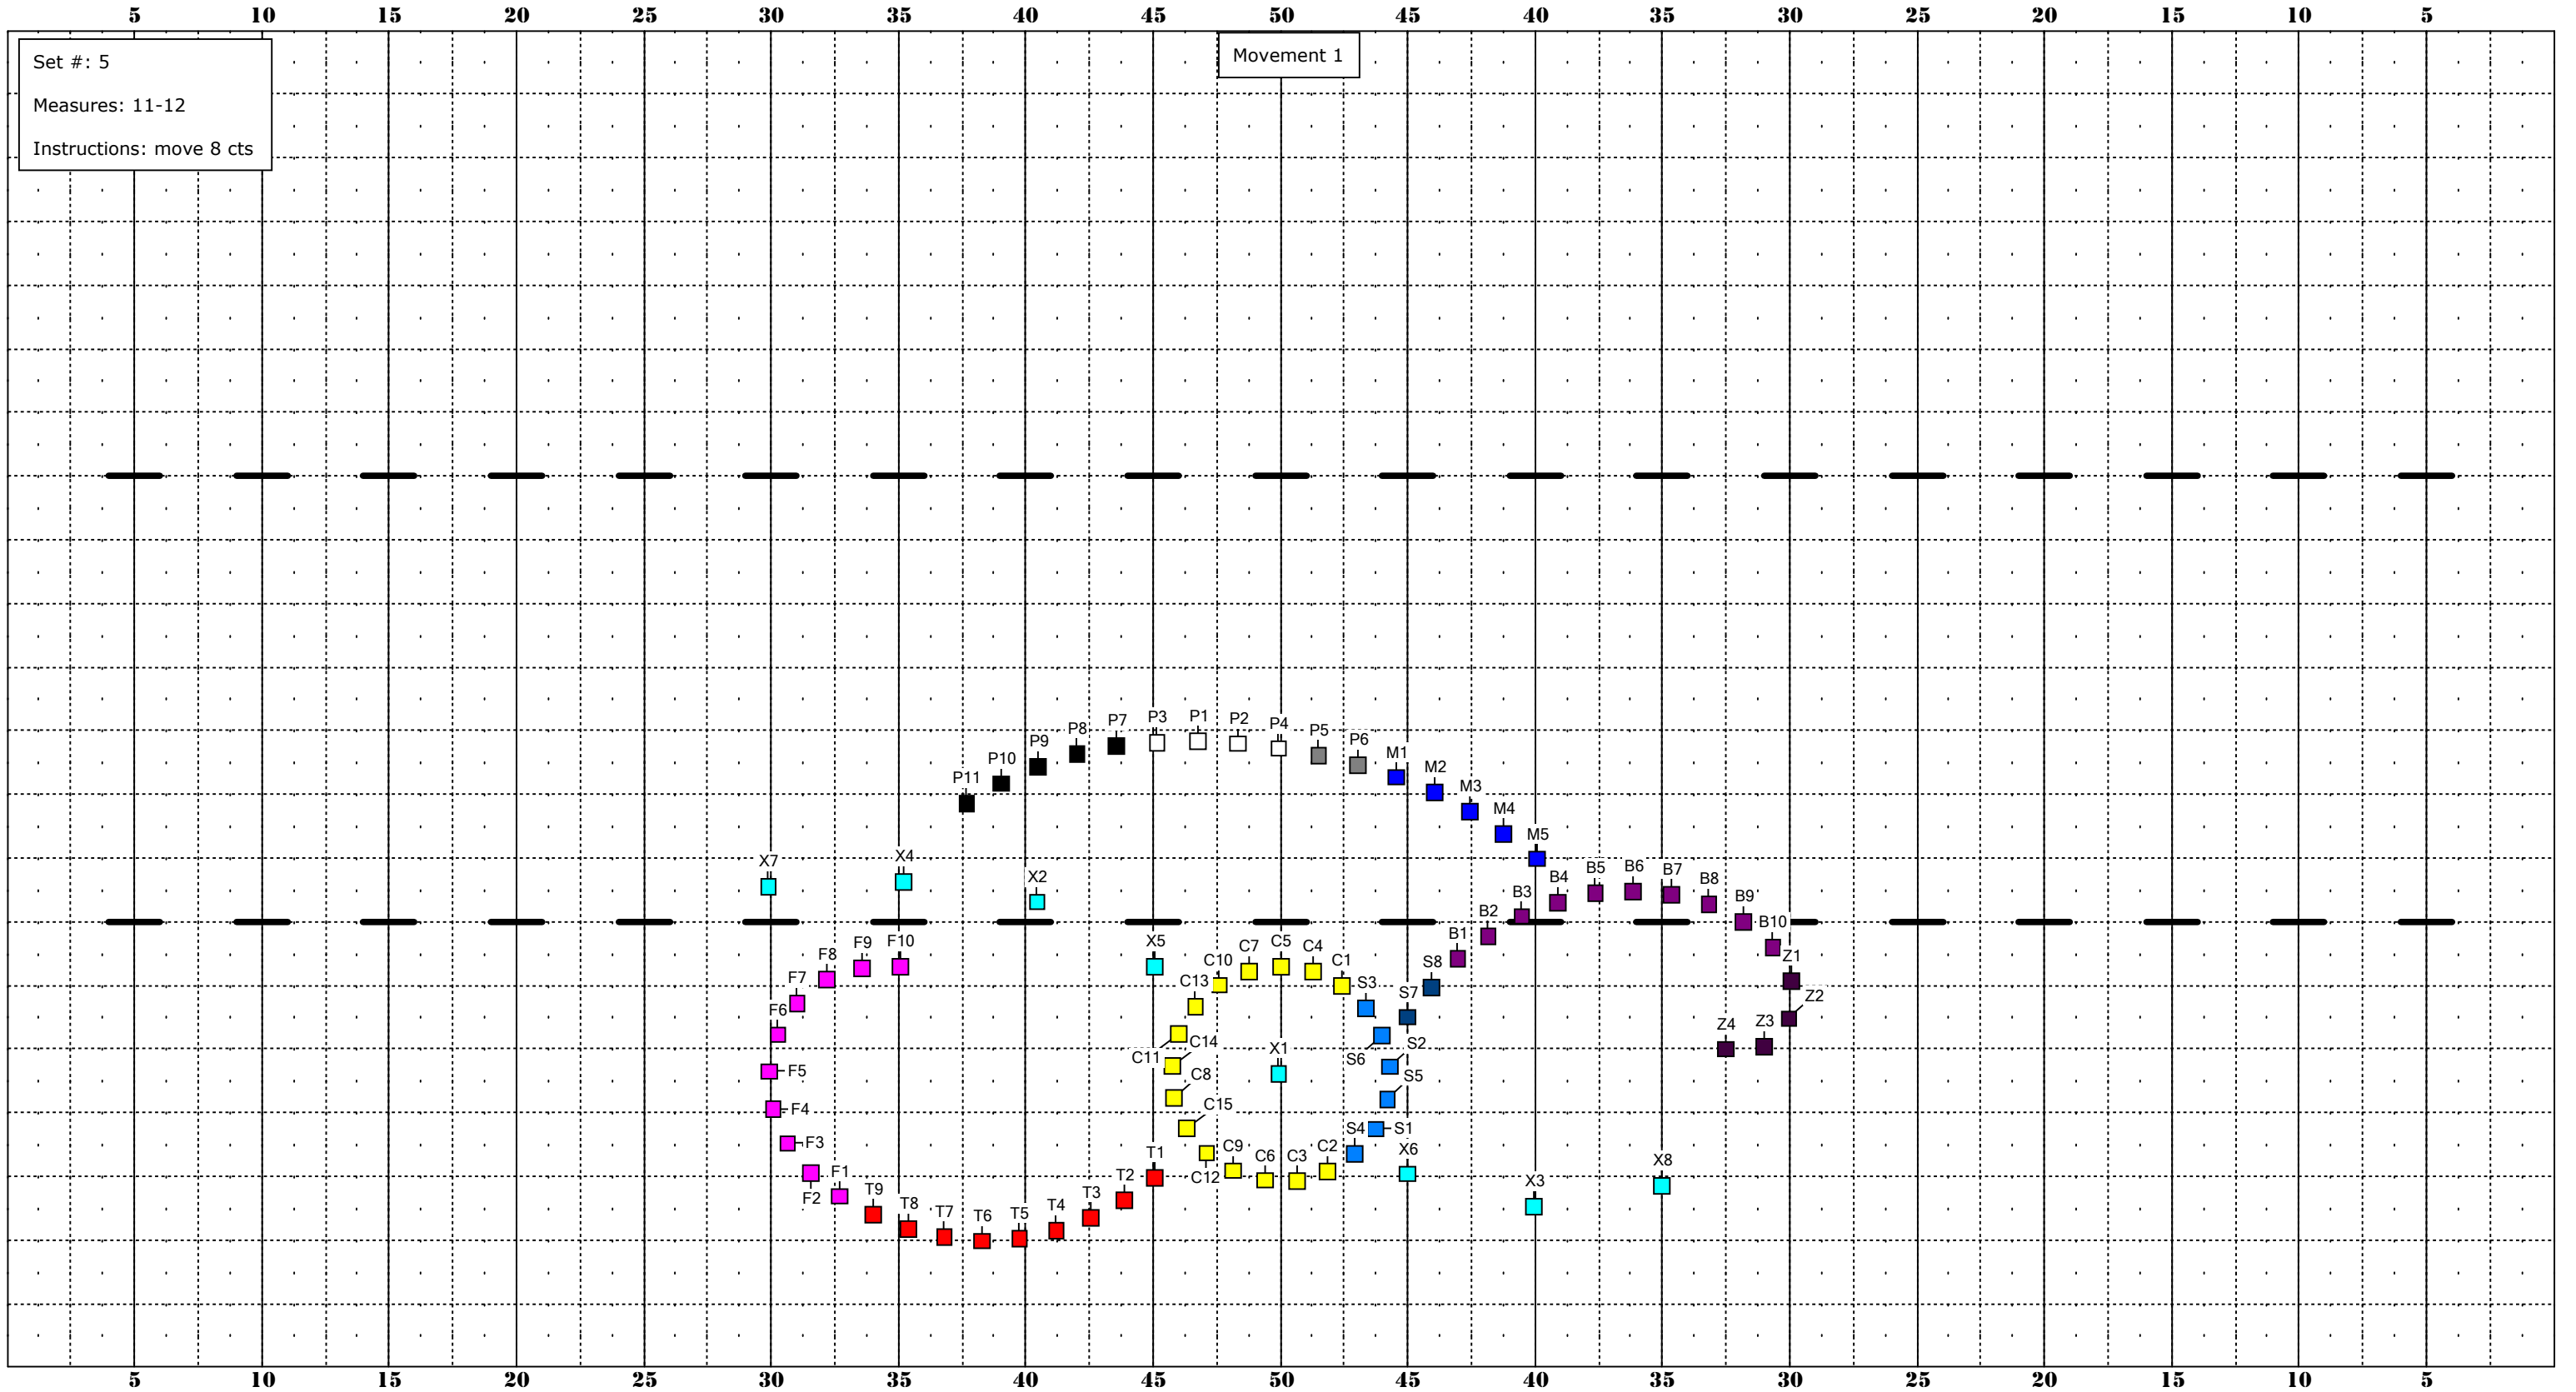 5 10 15 20 25 30 35 40 45 50 45 40 35 30 25 20 15 10 5
Set #: 5
Measures: 11-12
Instructions: move 8 cts
Movement 1
P3 P1 P2 P4
P8 P7 P5 P6
P9 M1
P10 M2
P11 M3
M4
M5
X7 X4 B5 B6 B7
X2 B3 B4 B8
B2 B9
B1 B10
F8 F9 F10 X5 C10 C7 C5 C4 C1 Z1
F7 C13 S3 S8
F6 S7 Z2
C11 C14 X1 S6 S2 Z4 Z3
F5 C8 S5
F4 C15
F3 S4 S1
F1 T1 C9 C6 C3 C2 X6 X8
F2 T9 T2 C12 X3
T8 T7 T6 T5 T4 T3
5 10 15 20 25 30 35 40 45 50 45 40 35 30 25 20 15 10 5